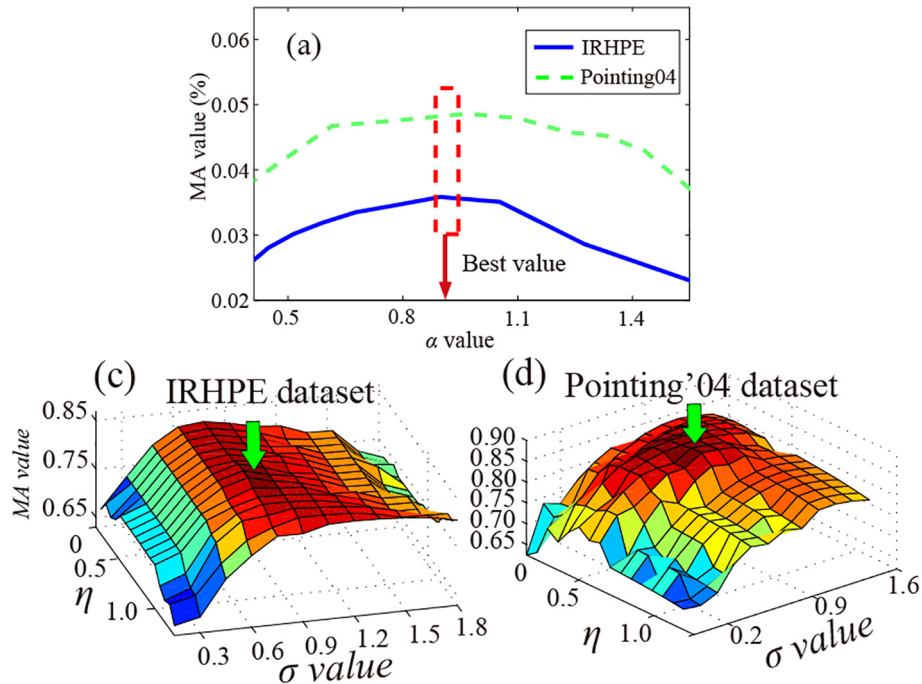 (a)
MA value (%)
0.06
0.05
0.04
0.03
0.02
IRHPE
Pointing04
Best value
0.5 0.8 1.1 1.4
α value
(c)
IRHPE dataset
MA value
0.85
0.75
0.65
0
0.5
1.0
η
0.3 0.6 0.9 1.2 1.5 1.8
σ value
(d)
Pointing’04 dataset
0.90
0.85
0.80
0.75
0.70
0.65
0
0.5
1.0
η
0.2
0.9
1.6
σ value